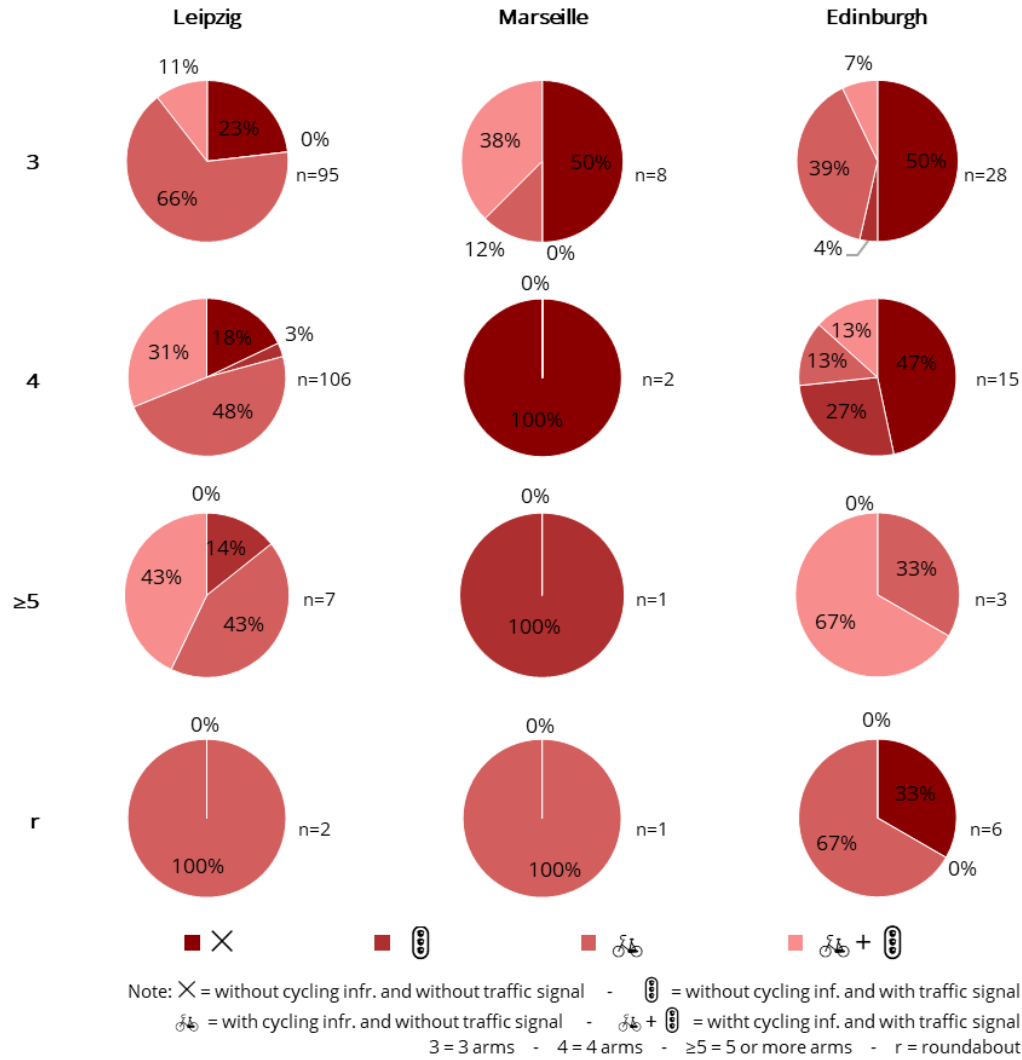 Leipzig Marseille Edinburgh
11% 7%
23% 0% 38% 50% 39% 50%
3 66% n=95 n=8 n=28
12% 0% 4%
0%
31% 18% 3% 13% 47%
4 48% n=106 100% n=2 13% 27% n=15
0% 0% 0%
43% 14% 33%
≥5 43% n=7 100% n=1 67% n=3
0% 0% 0%
33%
r 100% n=2 100% n=1 67% n=6
0%
+
Note: × = without cycling infr. and without traffic signal - = without cycling inf. and with traffic signal
= with cycling infr. and without traffic signal - + = witht cycling inf. and with traffic signal
3 = 3 arms - 4 = 4 arms - ≥5 = 5 or more arms - r = roundabout